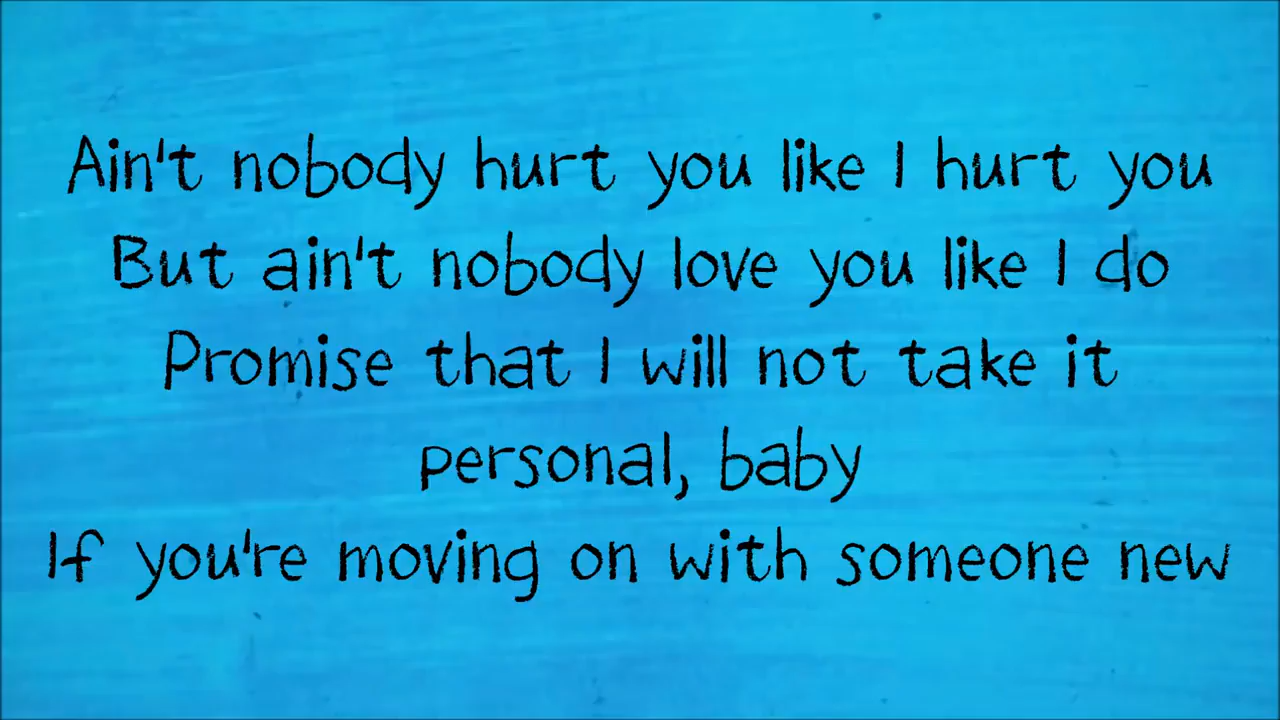 Ain't nobody hurt you like I hurt you
But ain't nobody love you like I do
Promise that I will not take it
personal, baby
If you're moving on with someone new